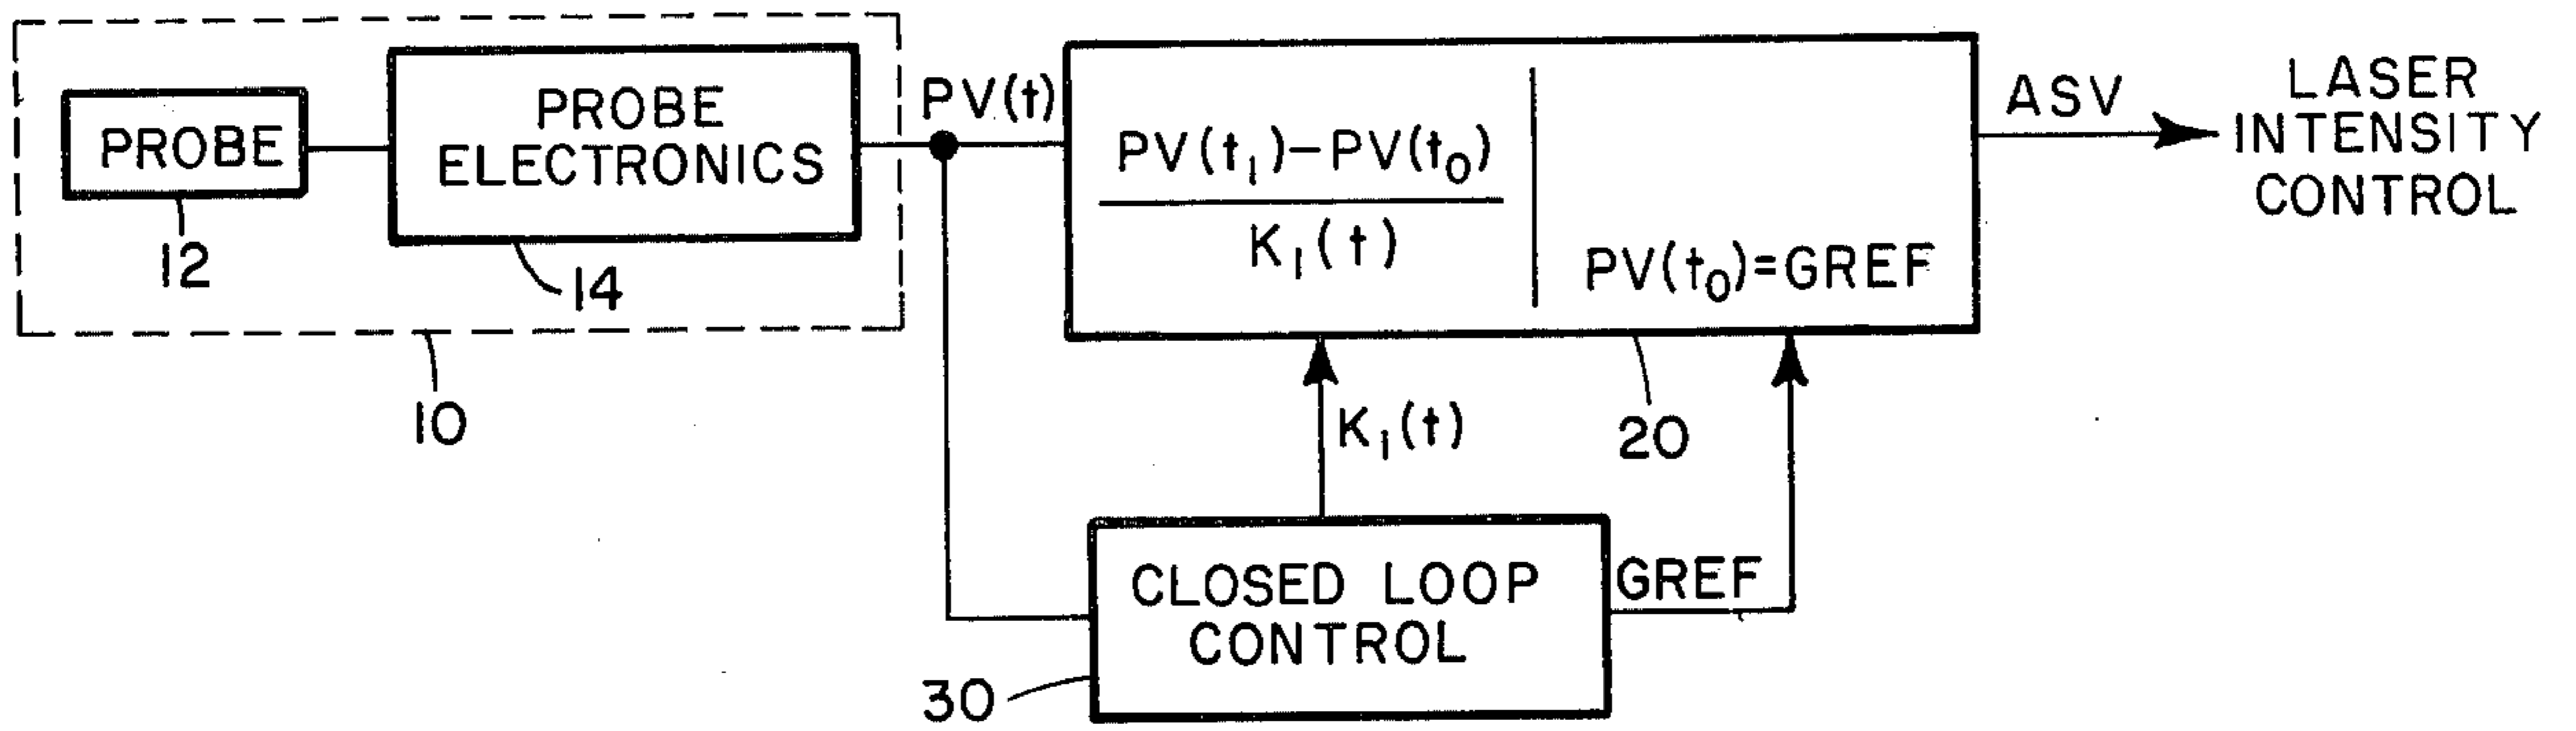 PROBE
12
PROBE
ELECTRONICS
14
10
PV(t)
PV(t₁)–PV(t₀)
K₁(t)
PV(t₀)=GREF
20
ASV
LASER
INTENSITY
CONTROL
K₁(t)
CLOSED LOOP
CONTROL
GREF
30